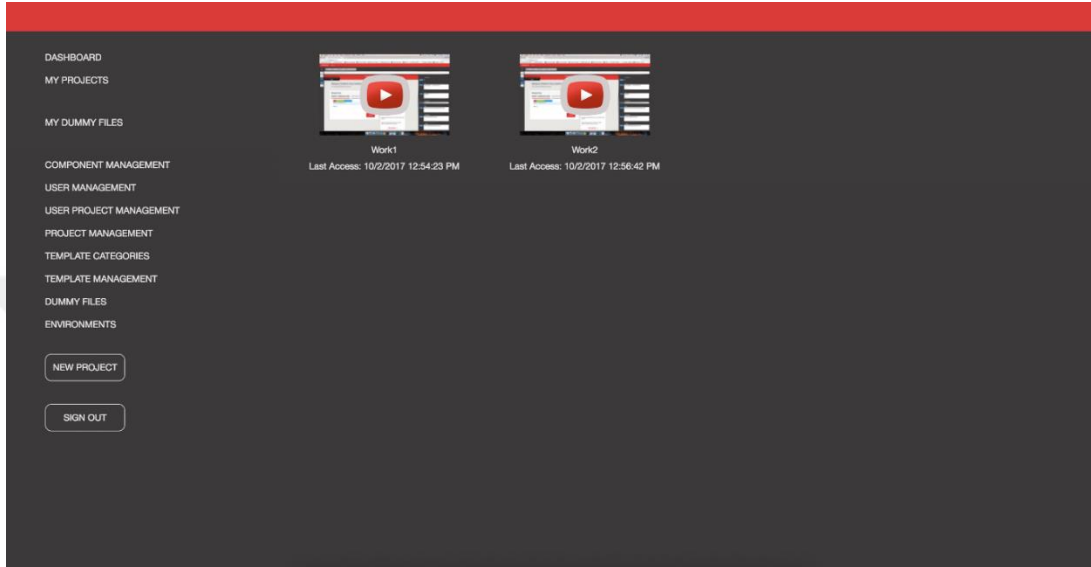 DASHBOARD
MY PROJECTS
MY DUMMY FILES
COMPONENT MANAGEMENT
USER MANAGEMENT
USER PROJECT MANAGEMENT
PROJECT MANAGEMENT
TEMPLATE CATEGORIES
TEMPLATE MANAGEMENT
DUMMY FILES
ENVIRONMENTS
NEW PROJECT
SIGN OUT
Work1
Last Access: 10/2/2017 12:54:23 PM
Work2
Last Access: 10/2/2017 12:56:42 PM